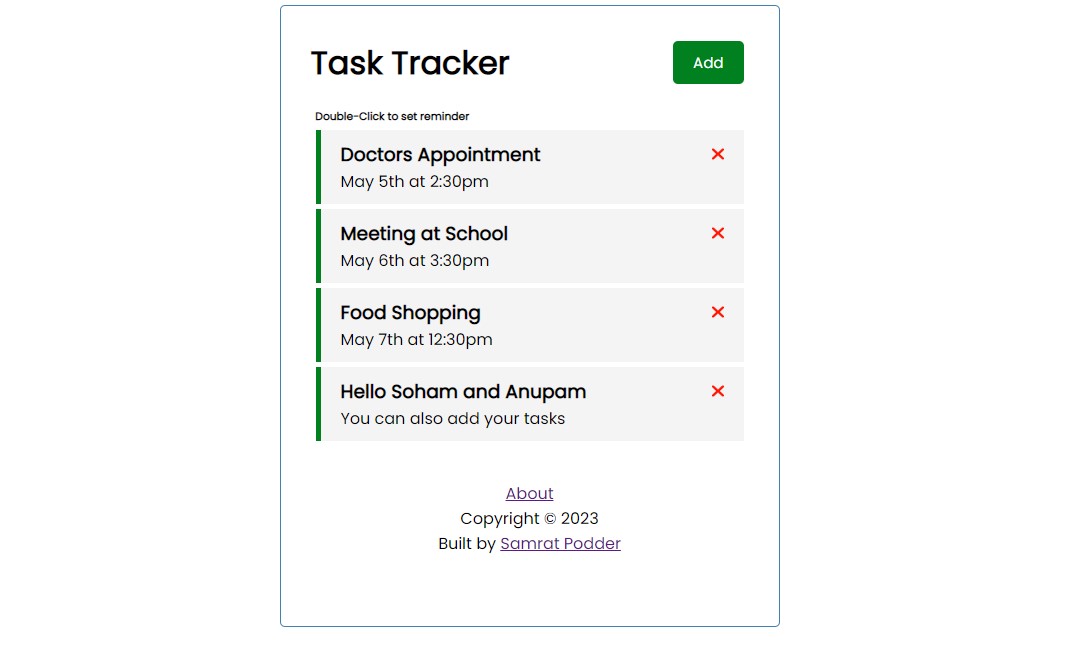 Task Tracker
Add
Double-Click to set reminder
Doctors Appointment
May 5th at 2:30pm
Meeting at School
May 6th at 3:30pm
Food Shopping
May 7th at 12:30pm
Hello Soham and Anupam
You can also add your tasks
About
Copyright © 2023
Built by Samrat Podder